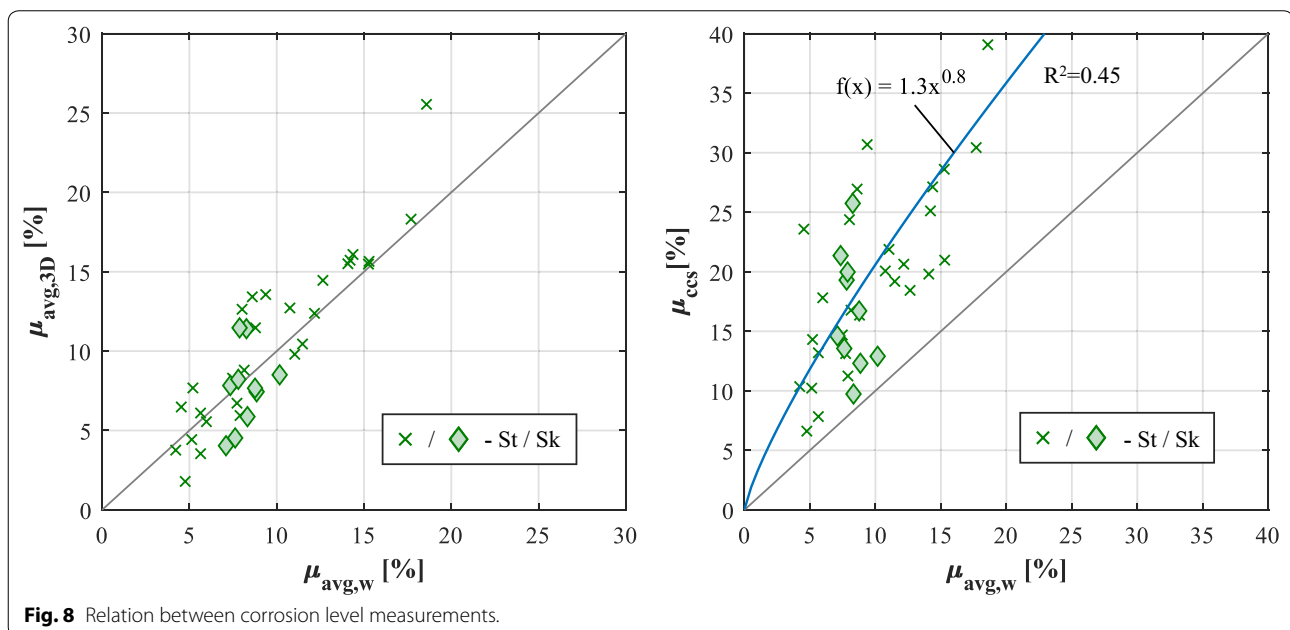 30
25
20
15
10
5
0
μavg,3D [%]
0 5 10 15 20 25 30
μavg,w [%]
× / ◆ - St / Sk
40
35
30
25
20
15
10
5
0
μccs[%]
f(x) = 1.3x^0.8
R²=0.45
0 5 10 15 20 25 30 35 40
μavg,w [%]
× / ◆ - St / Sk
Fig. 8 Relation between corrosion level measurements.